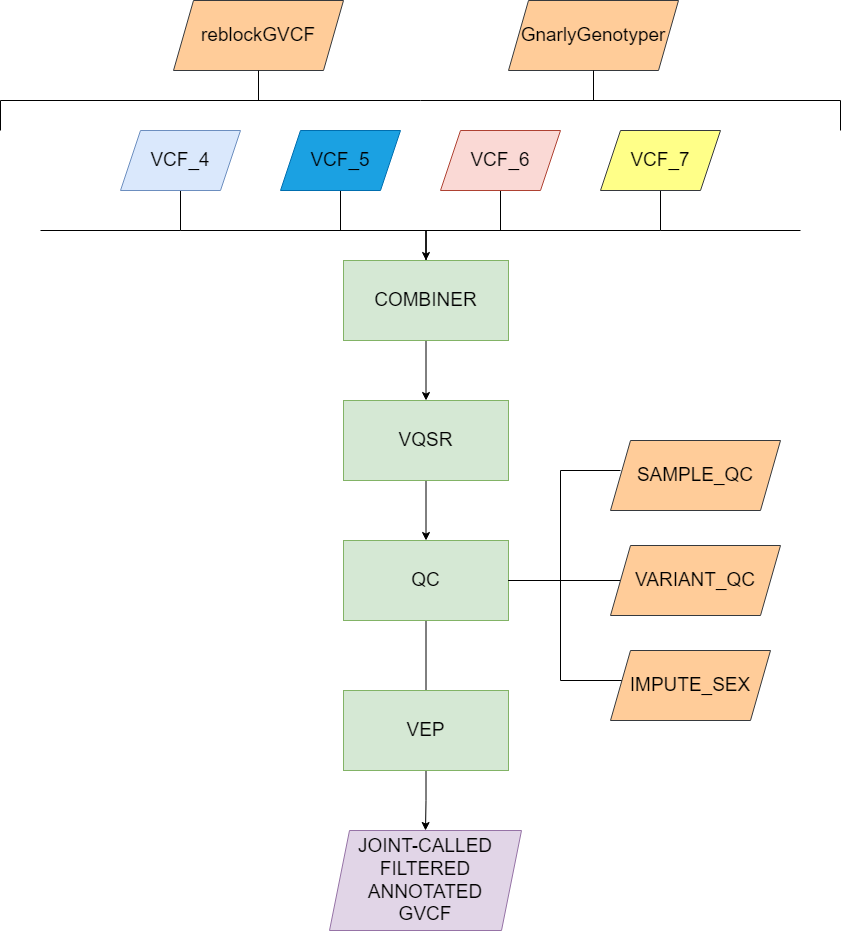 reblockGVCF
GnarlyGenotyper
VCF_4
VCF_5
VCF_6
VCF_7
COMBINER
VQSR
SAMPLE_QC
QC
VARIANT_QC
IMPUTE_SEX
VEP
JOINT-CALLED
FILTERED
ANNOTATED
GVCF